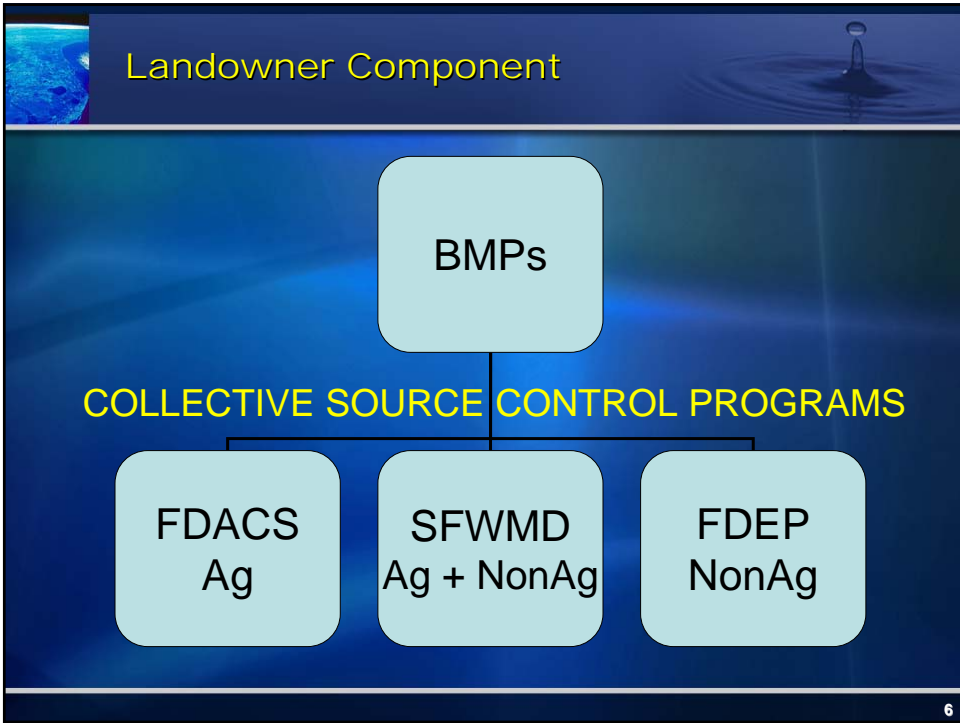 Landowner Component
BMPs
COLLECTIVE SOURCE CONTROL PROGRAMS
FDACS
Ag
SFWMD
Ag + NonAg
FDEP
NonAg
6